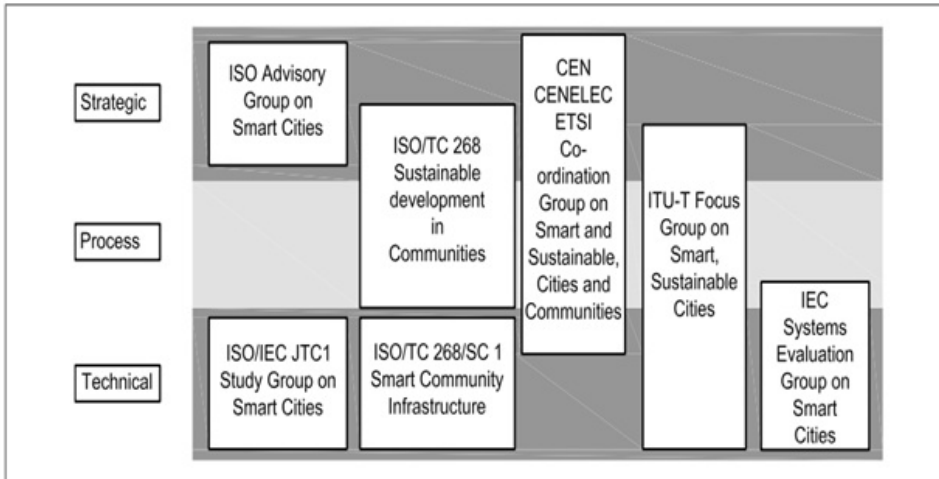 Strategic
Process
Technical
ISO Advisory
Group on
Smart Cities
ISO/IEC JTC1
Study Group on
Smart Cities
ISO/TC 268
Sustainable
development
in
Communities
ISO/TC 268/SC 1
Smart Community
Infrastructure
CEN
CENELEC
ETSI
Co-
ordination
Group on
Smart and
Sustainable,
Cities and
Communities
ITU-T Focus
Group on
Smart,
Sustainable
Cities
IEC
Systems
Evaluation
Group on
Smart
Cities